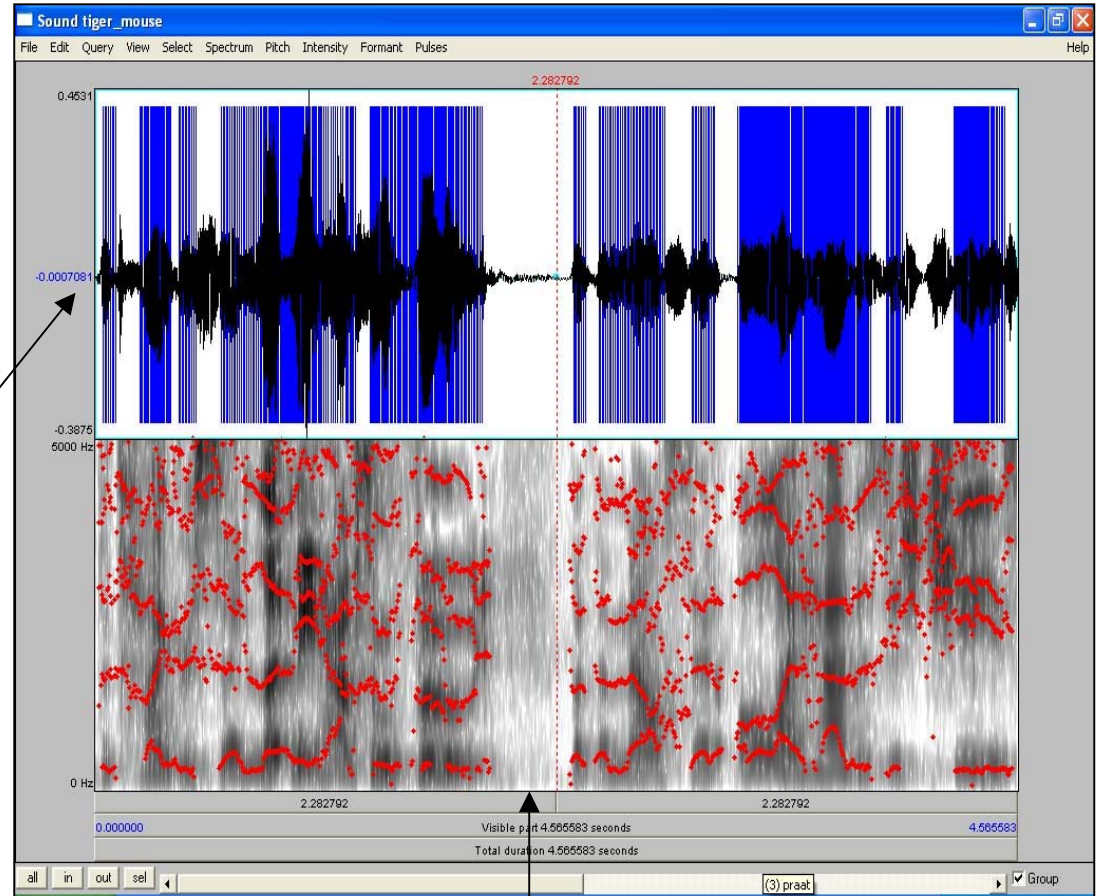 Sound tiger_mouse
File Edit Query View Select Spectrum Pitch Intensity Formant Pulses Help
2.282792
0.4531
-0.0007081
-0.3875
5000 Hz
0 Hz
2.282792 2.282792
0.000000 Visible part 4.565583 seconds 4.565583
Total duration 4.565583 seconds
all in out sel (3) praat Group